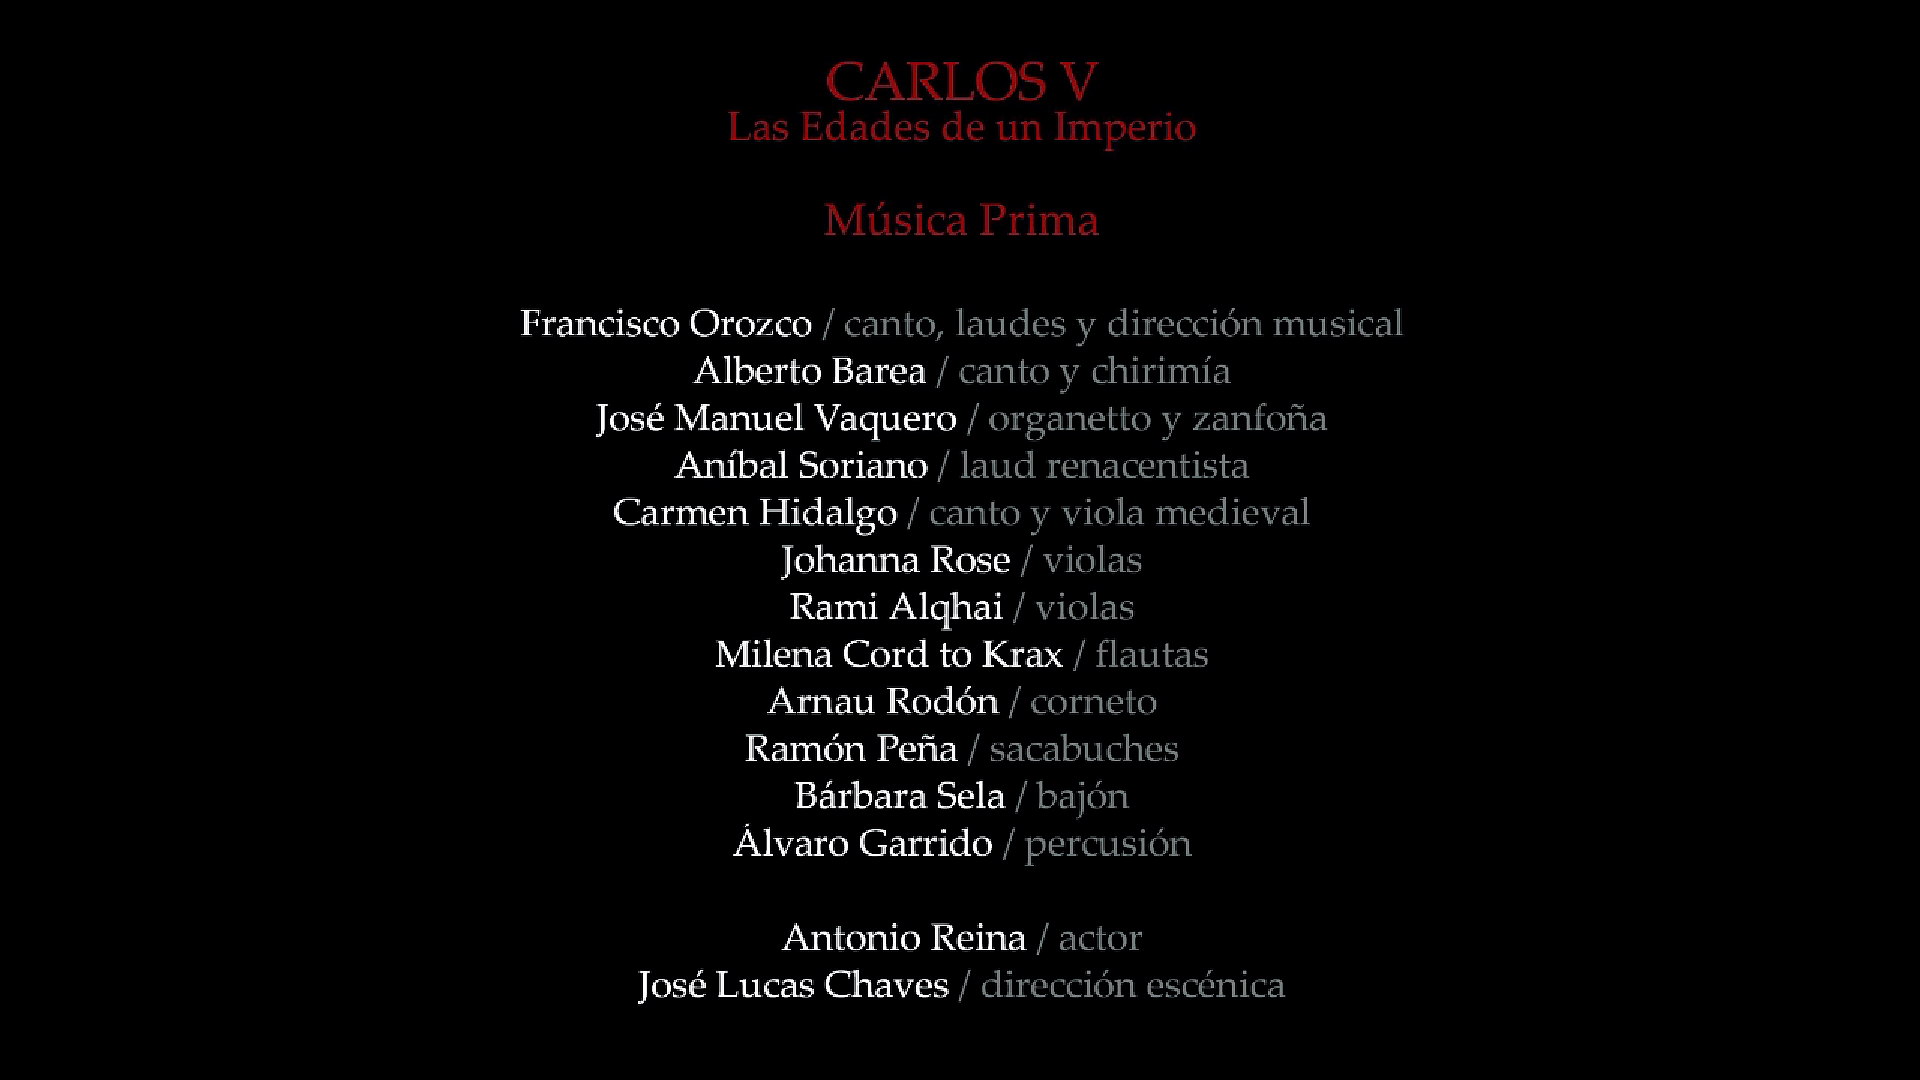 CARLOS V
Las Edades de un Imperio
Música Prima
Francisco Orozco / canto, laudes y dirección musical
Alberto Barea / canto y chirimía
José Manuel Vaquero / organetto y zanfoña
Aníbal Soriano / laud renacentista
Carmen Hidalgo / canto y viola medieval
Johanna Rose / violas
Rami Alqhai / violas
Milena Cord to Krax / flautas
Arnau Rodón / corneto
Ramón Peña / sacabuches
Bárbara Sela / bajón
Álvaro Garrido / percusión
Antonio Reina / actor
José Lucas Chaves / dirección escénica